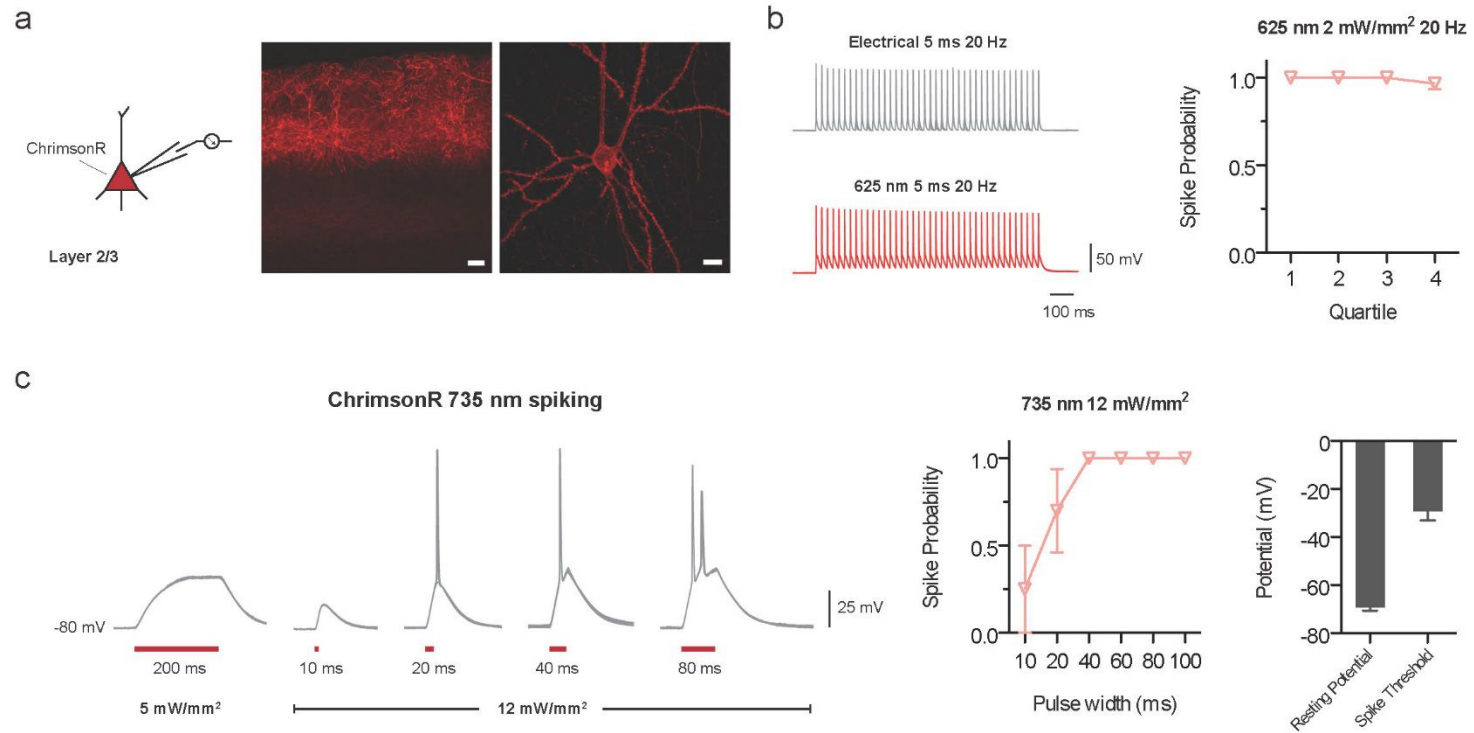 a
ChrimsonR
Layer 2/3
b
Electrical 5 ms 20 Hz
625 nm 5 ms 20 Hz
50 mV
100 ms
625 nm 2 mW/mm² 20 Hz
Spike Probability
1.0
0.5
0.0
1 2 3 4
Quartile
c
ChrimsonR 735 nm spiking
-80 mV
25 mV
200 ms 10 ms 20 ms 40 ms 80 ms
5 mW/mm² 12 mW/mm²
735 nm 12 mW/mm²
Spike Probability
1.0
0.5
0.0
10 20 40 60 80 100
Pulse width (ms)
Potential (mV)
0
-20
-40
-60
-80
Resting Potential
Spike Threshold